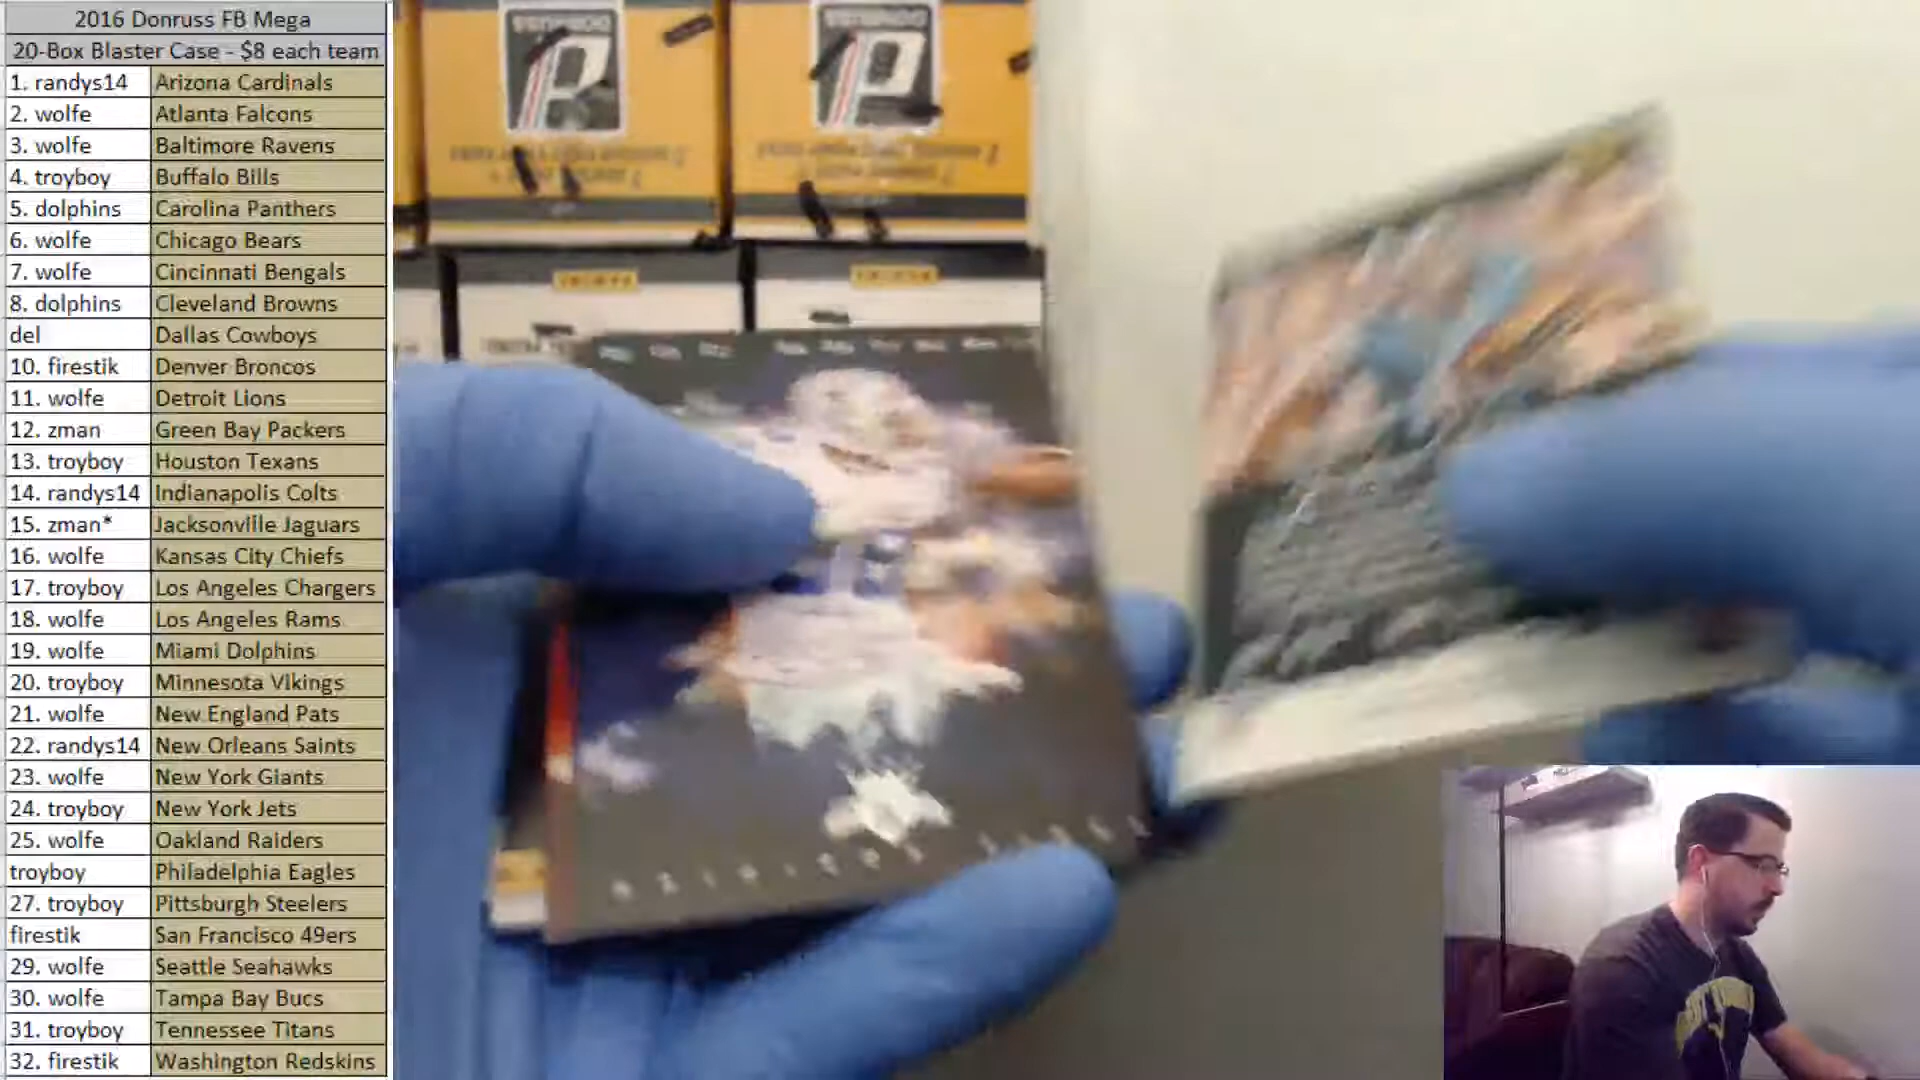 2016 Donruss FB Mega
20-Box Blaster Case - $8 each team
1. randys14 Arizona Cardinals
2. wolfe Atlanta Falcons
3. wolfe Baltimore Ravens
4. troyboy Buffalo Bills
5. dolphins Carolina Panthers
6. wolfe Chicago Bears
7. wolfe Cincinnati Bengals
8. dolphins Cleveland Browns
del Dallas Cowboys
10. firestik Denver Broncos
11. wolfe Detroit Lions
12. zman Green Bay Packers
13. troyboy Houston Texans
14. randys14 Indianapolis Colts
15. zman* Jacksonville Jaguars
16. wolfe Kansas City Chiefs
17. troyboy Los Angeles Chargers
18. wolfe Los Angeles Rams
19. wolfe Miami Dolphins
20. troyboy Minnesota Vikings
21. wolfe New England Pats
22. randys14 New Orleans Saints
23. wolfe New York Giants
24. troyboy New York Jets
25. wolfe Oakland Raiders
troyboy Philadelphia Eagles
27. troyboy Pittsburgh Steelers
firestik San Francisco 49ers
29. wolfe Seattle Seahawks
30. wolfe Tampa Bay Bucs
31. troyboy Tennessee Titans
32. firestik Washington Redskins